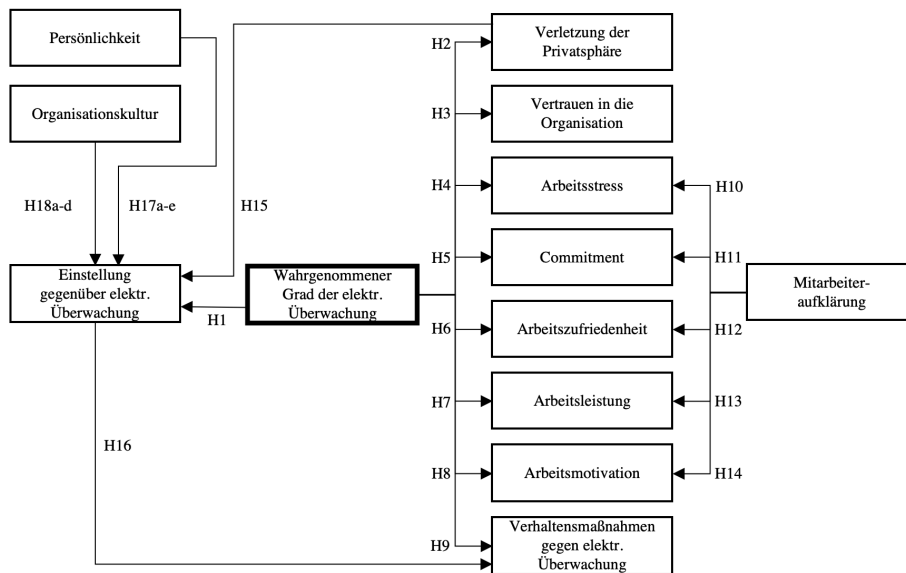 Persönlichkeit
Organisationskultur
H18a-d
H17a-e
H15
Einstellung
gegenüber elektr.
Überwachung
H1
Wahrgenommener
Grad der elektr.
Überwachung
H16
H2
H3
H4
H5
H6
H7
H8
H9
Verletzung der
Privatsphäre
Vertrauen in die
Organisation
Arbeitsstress
Commitment
Arbeitszufriedenheit
Arbeitsleistung
Arbeitsmotivation
Verhaltensmaßnahmen
gegen elektr.
Überwachung
H10
H11
H12
H13
H14
Mitarbeiter-
aufklärung